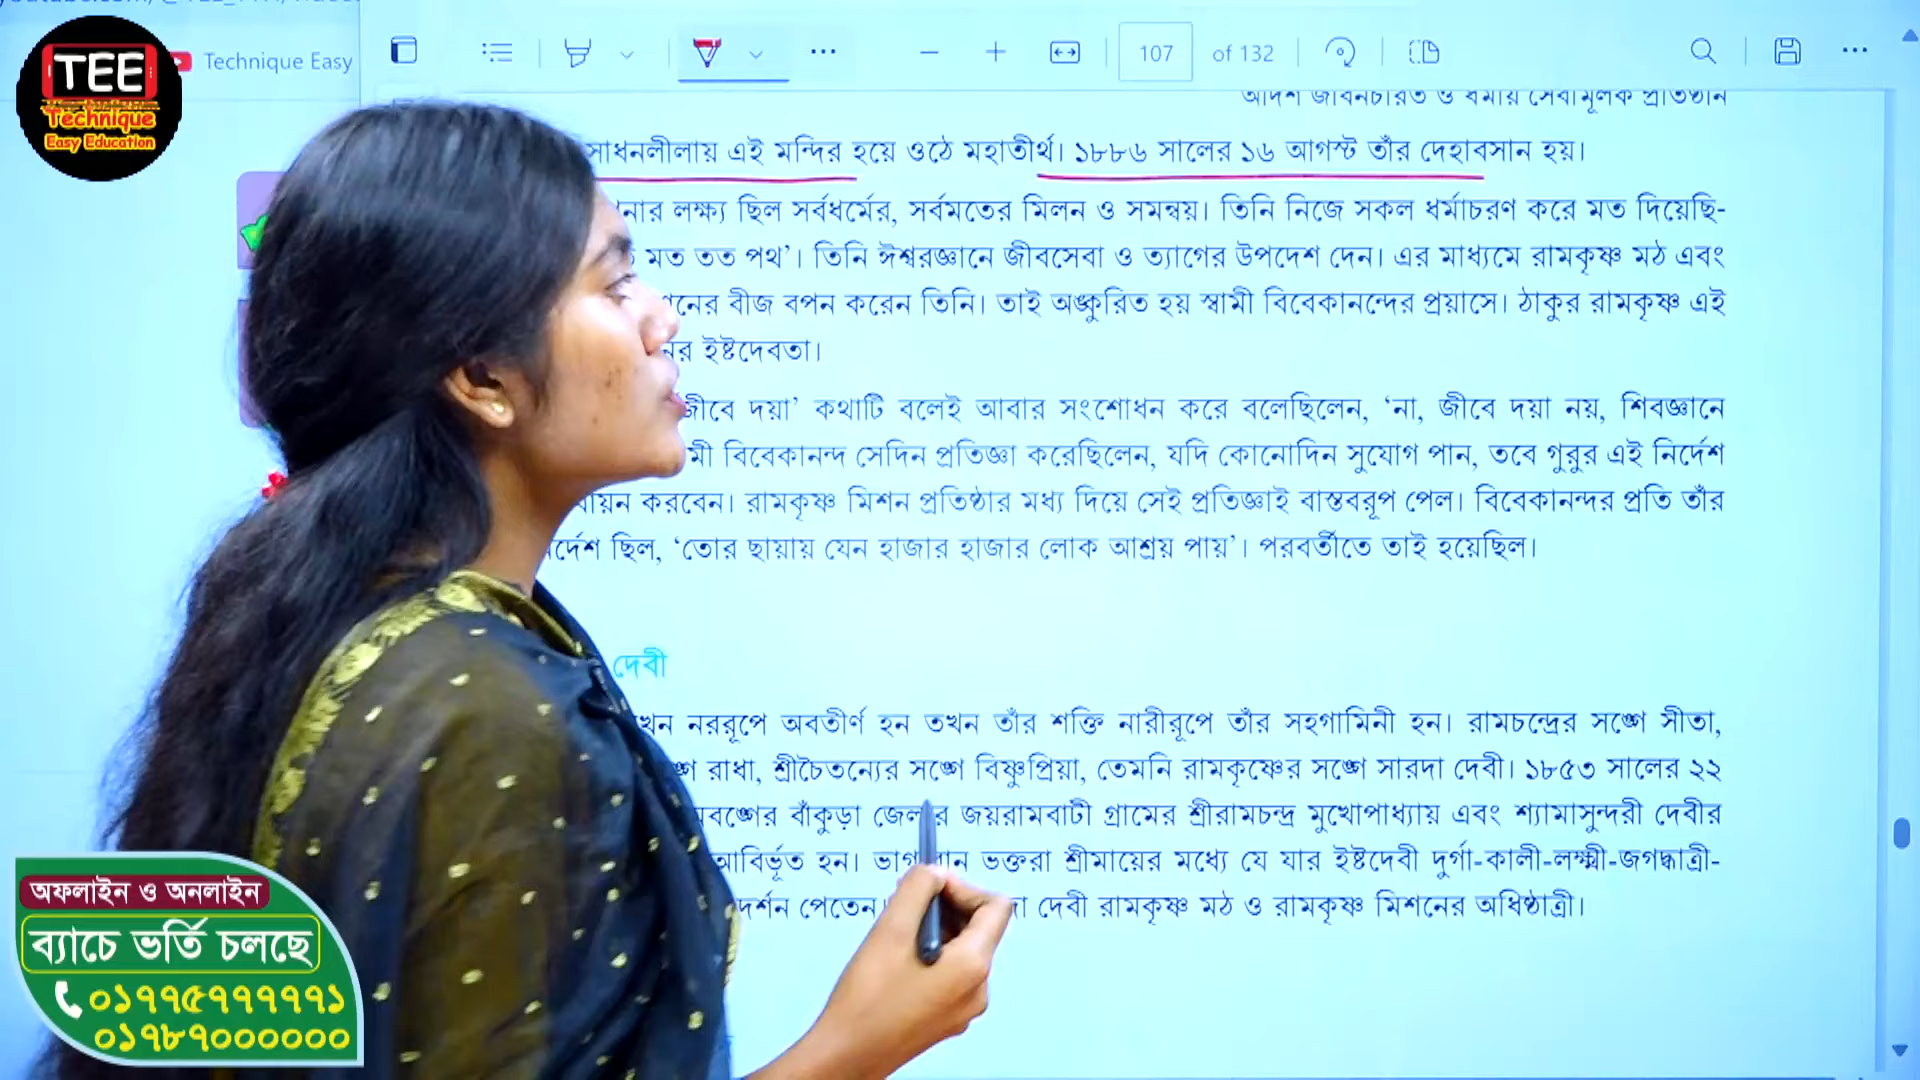 TEE
Technique
Easy Education
Technique Easy
107 of 132
আদর্শ জীবনচরিত ও ধর্মীয় সেবামূলক প্রতিষ্ঠান
সাধনলীলায় এই মন্দির হয়ে ওঠে মহাতীর্থ। ১৮৮৬ সালের ১৬ আগস্ট তাঁর দেহাবসান হয়।
লক্ষ্য ছিল সর্বধর্মের, সর্বমতের মিলন ও সমন্বয়। তিনি নিজে সকল ধর্মাচরণ করে মত দিয়েছি-
মত তত পথ’। তিনি ঈশ্বরজ্ঞানে জীবসেবা ও ত্যাগের উপদেশ দেন। এর মাধ্যমে রামকৃষ্ণ মঠ এবং
বীজ বপন করেন তিনি। তাই অঙ্কুরিত হয় স্বামী বিবেকানন্দের প্রয়াসে। ঠাকুর রামকৃষ্ণ এই
ইষ্টদেবতা।
জীবে দয়া’ কথাটি বলেই আবার সংশোধন করে বলেছিলেন, ‘না, জীবে দয়া নয়, শিবজ্ঞানে
বিবেকানন্দ সেদিন প্রতিজ্ঞা করেছিলেন, যদি কোনোদিন সুযোগ পান, তবে গুরুর এই নির্দেশ
করবেন। রামকৃষ্ণ মিশন প্রতিষ্ঠার মধ্য দিয়ে সেই প্রতিজ্ঞাই বাস্তবরূপ পেল। বিবেকানন্দর প্রতি তাঁর
ছিল, ‘তোর ছায়ায় যেন হাজার হাজার লোক আশ্রয় পায়’। পরবর্তীতে তাই হয়েছিল।
দেবী
নররূপে অবতীর্ণ হন তখন তাঁর শক্তি নারীরূপে তাঁর সহগামিনী হন। রামচন্দ্রের সঙ্গে সীতা,
রাধা, শ্রীচৈতন্যের সঙ্গে বিষ্ণুপ্রিয়া, তেমনি রামকৃষ্ণের সঙ্গে সারদা দেবী। ১৮৫৩ সালের ২২
বাঁকুড়া জেলার জয়রামবাটী গ্রামের শ্রীরামচন্দ্র মুখোপাধ্যায় এবং শ্যামাসুন্দরী দেবীর
আবির্ভূত হন। ভক্তরা শ্রীমায়ের মধ্যে যে যার ইষ্টদেবী দুর্গা-কালী-লক্ষ্মী-জগদ্ধাত্রী-
দর্শন পেতেন। দেবী রামকৃষ্ণ মঠ ও রামকৃষ্ণ মিশনের অধিষ্ঠাত্রী।
অফলাইন ও অনলাইন
ব্যাচে ভর্তি চলছে
০১৭৭৫৭৭৭৭৭১
০১৭৮৭০০০০০০